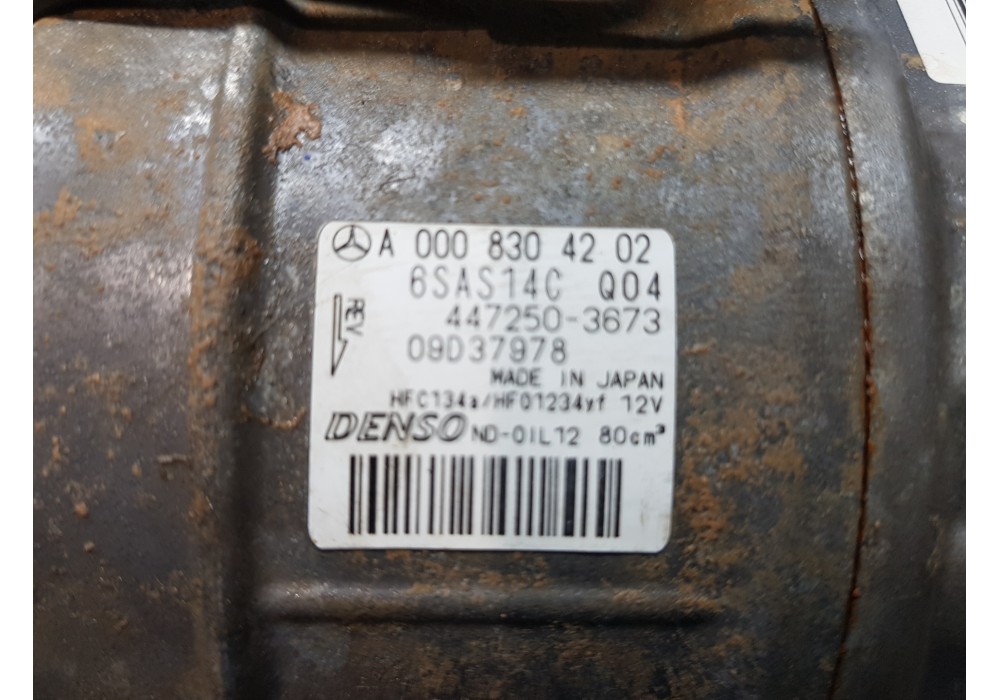 A 000 830 42 02
6SAS14C Q04
REV
447250-3673
09D37978
MADE IN JAPAN
HFC134a/HFO1234yf 12V
DENSO ND-OIL12 80cm³